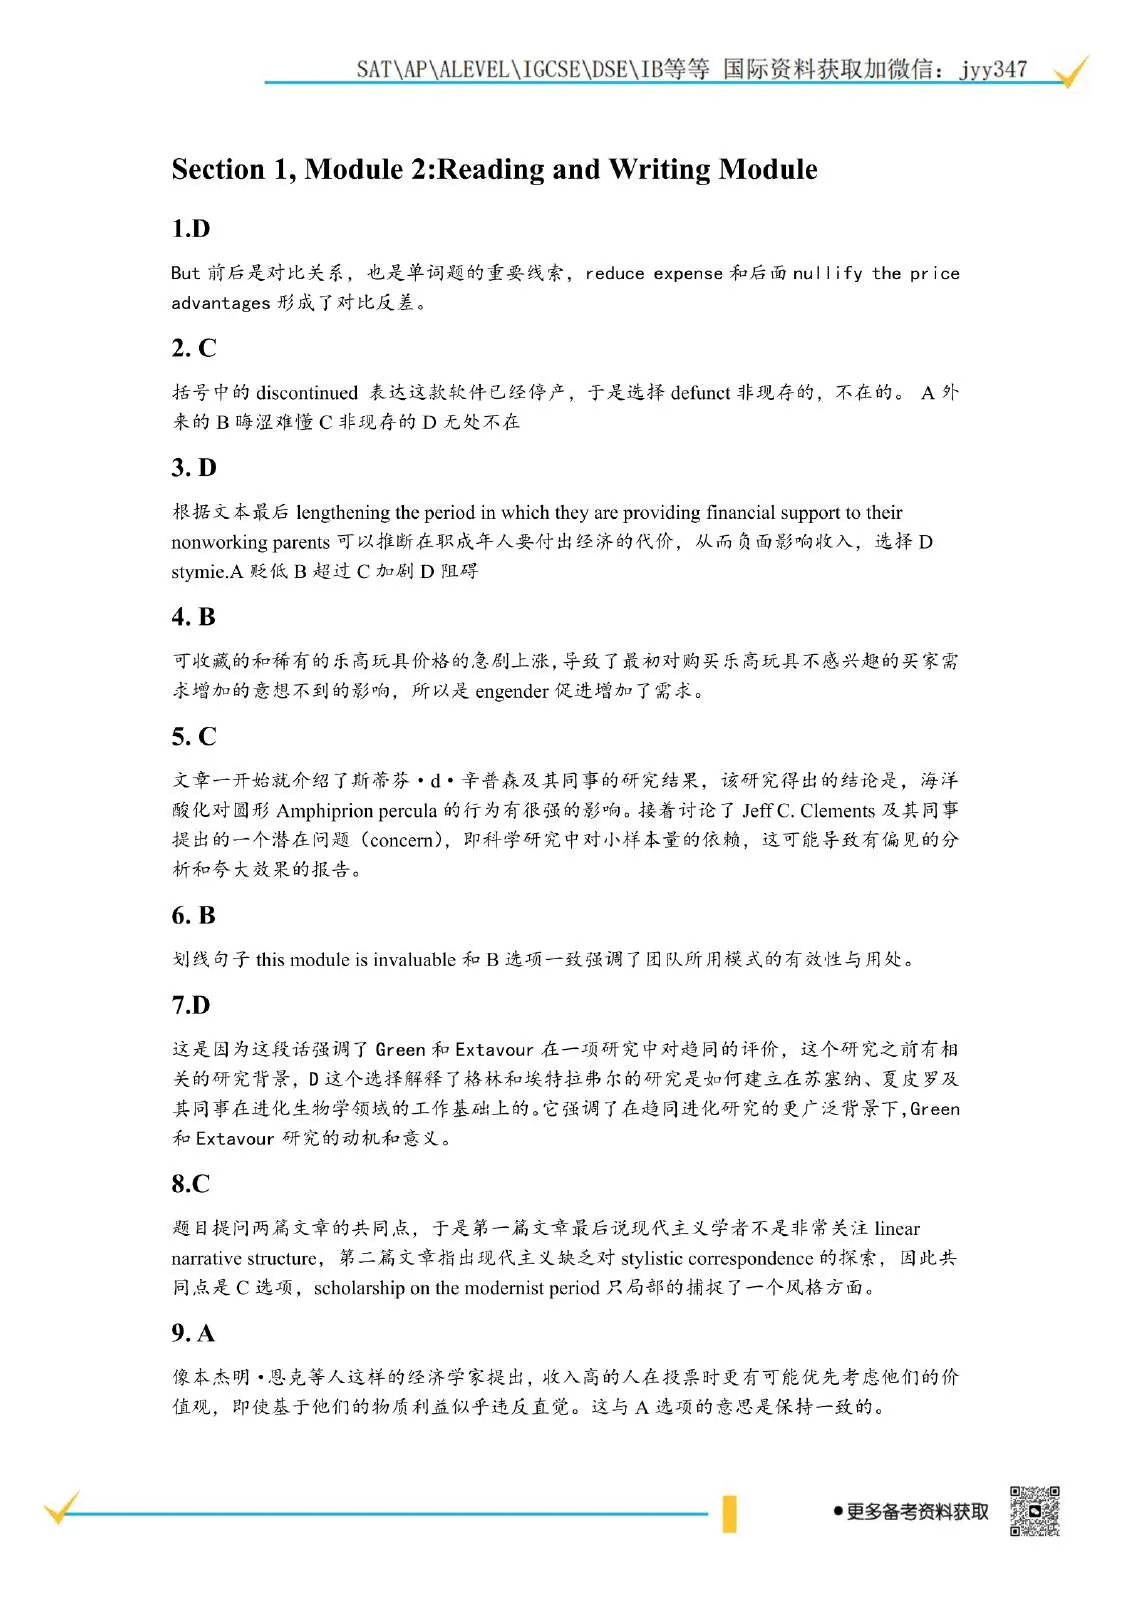 SAT\AP\ALEVEL\IGCSE\DSE\IB等等 国际资料获取加微信：jyy347
Section 1, Module 2:Reading and Writing Module
1.D
But 前后是对比关系，也是单词题的重要线索，reduce expense 和后面 nullify the price
advantages 形成了对比反差。
2. C
括号中的 discontinued 表达这款软件已经停产，于是选择 defunct 非现存的，不在的。 A 外
来的 B 晦涩难懂 C 非现存的 D 无处不在
3. D
根据文本最后 lengthening the period in which they are providing financial support to their
nonworking parents 可以推断在职成年人要付出经济的代价，从而负面影响收入，选择 D
stymie.A 贬低 B 超过 C 加剧 D 阻碍
4. B
可收藏的和稀有的乐高玩具价格的急剧上涨，导致了最初对购买乐高玩具不感兴趣的买家需
求增加的意想不到的影响，所以是 engender 促进增加了需求。
5. C
文章一开始就介绍了斯蒂芬·d·辛普森及其同事的研究结果，该研究得出的结论是，海洋
酸化对圆形 Amphiprion percula 的行为有很强的影响。接着讨论了 Jeff C. Clements 及其同事
提出的一个潜在问题（concern），即科学研究中对小样本量的依赖，这可能导致有偏见的分
析和夸大效果的报告。
6. B
划线句子 this module is invaluable 和 B 选项一致强调了团队所用模式的有效性与用处。
7.D
这是因为这段话强调了 Green 和 Extavour 在一项研究中对趋同的评价，这个研究之前有相
关的研究背景，D 这个选择解释了格林和埃特拉弗尔的研究是如何建立在苏塞纳、夏皮罗及
其同事在进化生物学领域的工作基础上的。它强调了在趋同进化研究的更广泛背景下，Green
和 Extavour 研究的动机和意义。
8.C
题目提问两篇文章的共同点，于是第一篇文章最后说现代主义学者不是非常关注 linear
narrative structure，第二篇文章指出现代主义缺乏对 stylistic correspondence 的探索，因此共
同点是 C 选项，scholarship on the modernist period 只局部的捕捉了一个风格方面。
9. A
像本杰明·恩克等人这样的经济学家提出，收入高的人在投票时更有可能优先考虑他们的价
值观，即使基于他们的物质利益似乎违反直觉。这与 A 选项的意思是保持一致的。
●更多备考资料获取